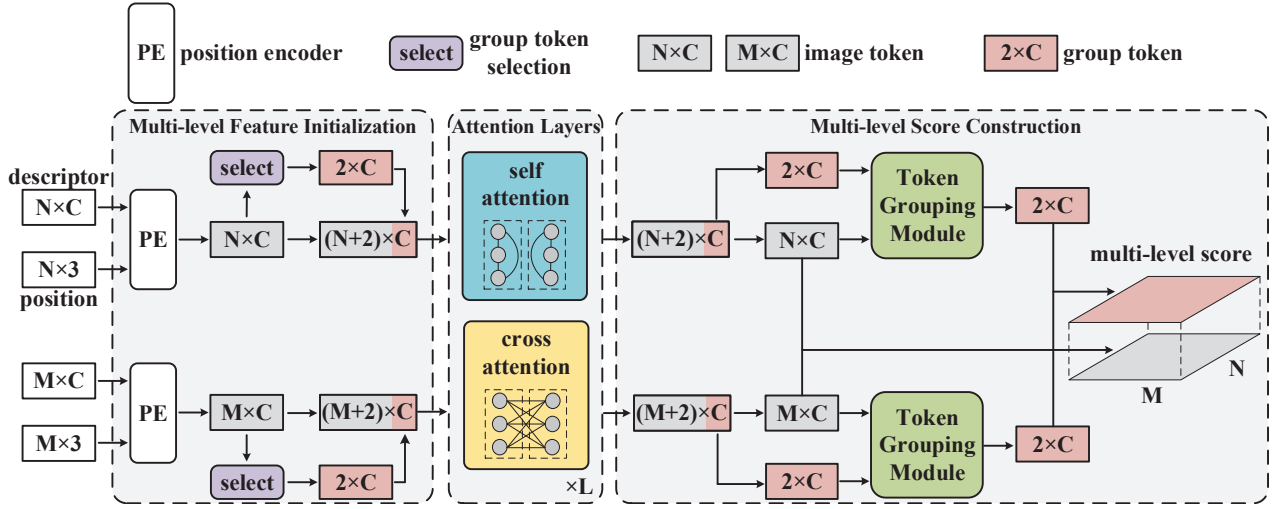 PE
position encoder
select
group token
selection
N×C
M×C
image token
2×C
group token
Multi-level Feature Initialization
Attention Layers
Multi-level Score Construction
descriptor
N×C
N×3
position
PE
select
2×C
N×C
(N+2)×C
self
attention
(N+2)×C
2×C
N×C
Token
Grouping
Module
2×C
multi-level score
M
N
M×C
M×3
PE
M×C
(M+2)×C
select
2×C
cross
attention
×L
(M+2)×C
M×C
2×C
Token
Grouping
Module
2×C